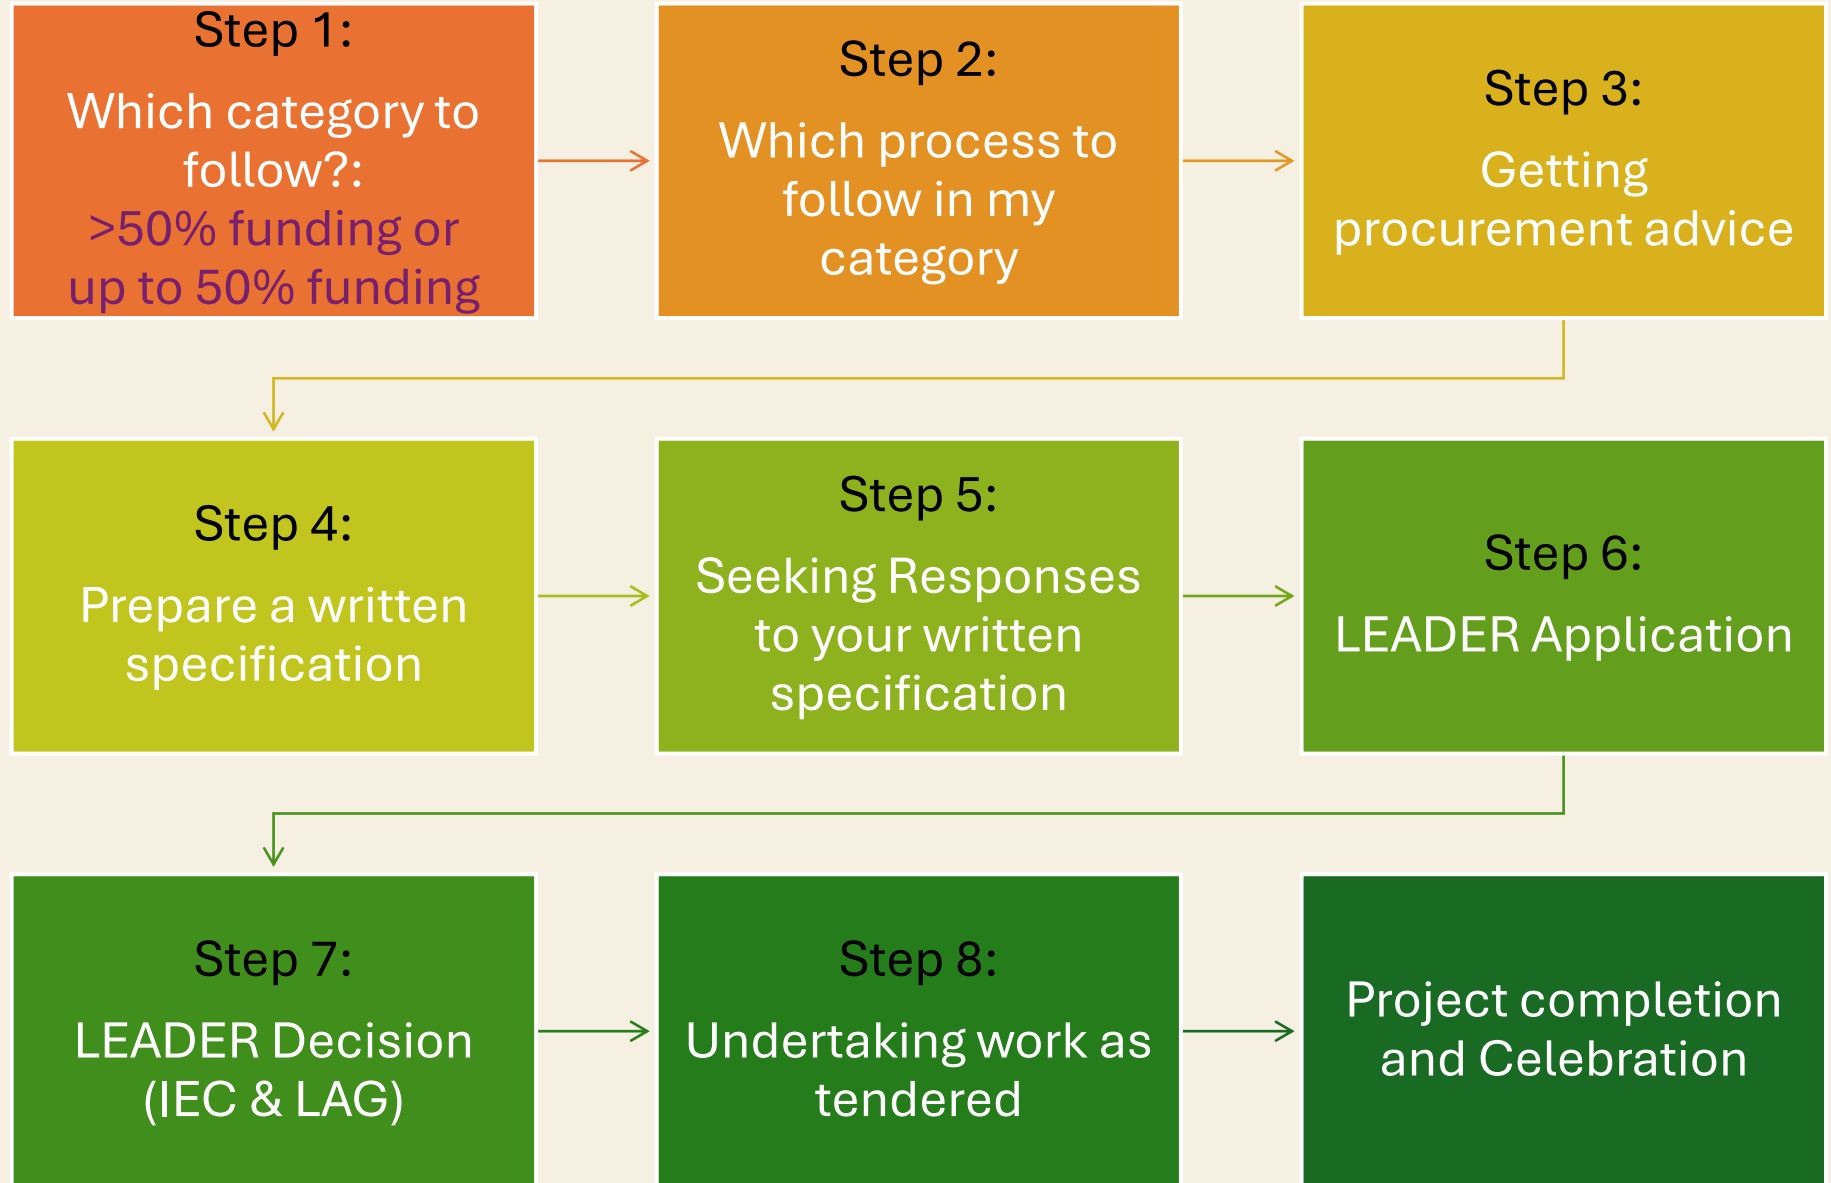 Step 1:
Which category to
follow?:
>50% funding or
up to 50% funding
Step 2:
Which process to
follow in my
category
Step 3:
Getting
procurement advice
Step 4:
Prepare a written
specification
Step 5:
Seeking Responses
to your written
specification
Step 6:
LEADER Application
Step 7:
LEADER Decision
(IEC & LAG)
Step 8:
Undertaking work as
tendered
Project completion
and Celebration